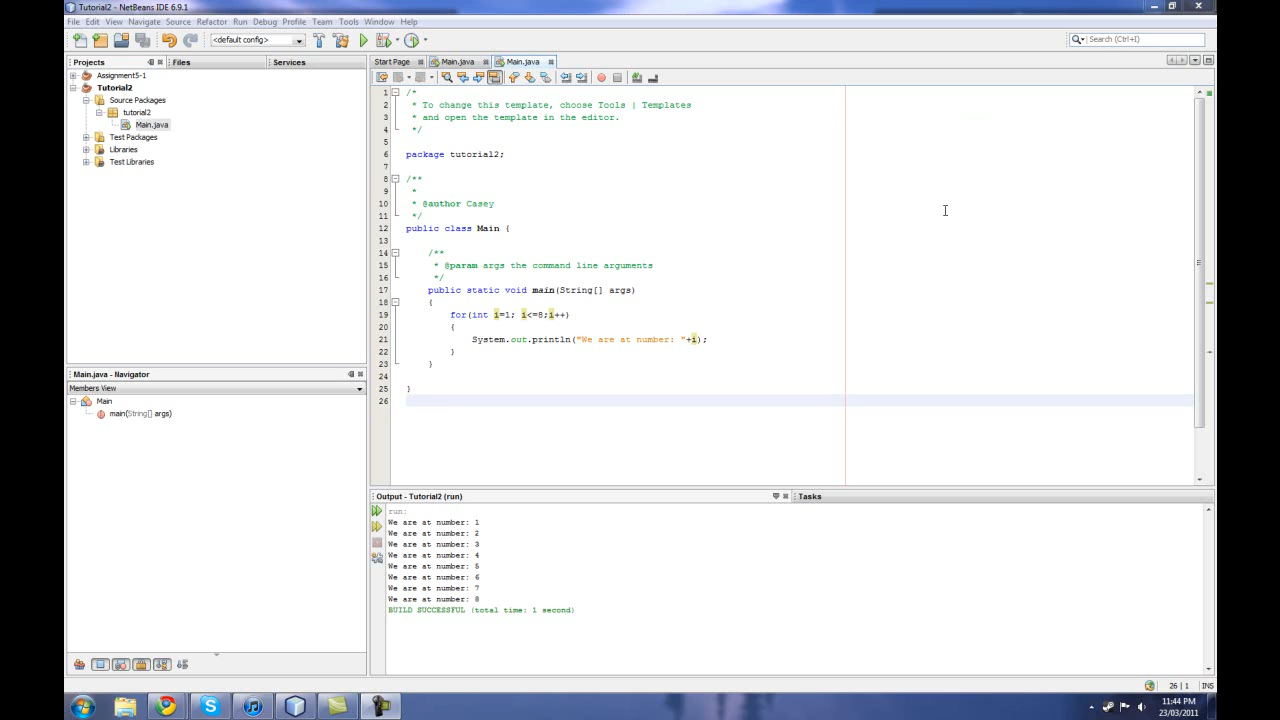 Tutorial2 - NetBeans IDE 6.9.1
File Edit View Navigate Source Refactor Run Debug Profile Team Tools Window Help
<default config>
Search (Ctrl+I)
Projects
Files
Services
Assignment5-1
Tutorial2
Source Packages
tutorial2
Main.java
Test Packages
Libraries
Test Libraries
Main.java - Navigator
Members View
Main
main(String[] args)
Start Page
Main.java
Main.java
1 /*
2 * To change this template, choose Tools | Templates
3 * and open the template in the editor.
4 */
5
6 package tutorial2;
7
8 /**
9 *
10 * @author Casey
11 */
12 public class Main {
13
14 /**
15 * @param args the command line arguments
16 */
17 public static void main(String[] args)
18 {
19 for(int i=1; i<=8;i++)
20 {
21 System.out.println("We are at number: "+i);
22 }
23 }
24
25 }
26
Output - Tutorial2 (run)
Tasks
run:
We are at number: 1
We are at number: 2
We are at number: 3
We are at number: 4
We are at number: 5
We are at number: 6
We are at number: 7
We are at number: 8
BUILD SUCCESSFUL (total time: 1 second)
26 | 1 INS
11:44 PM
23/03/2011